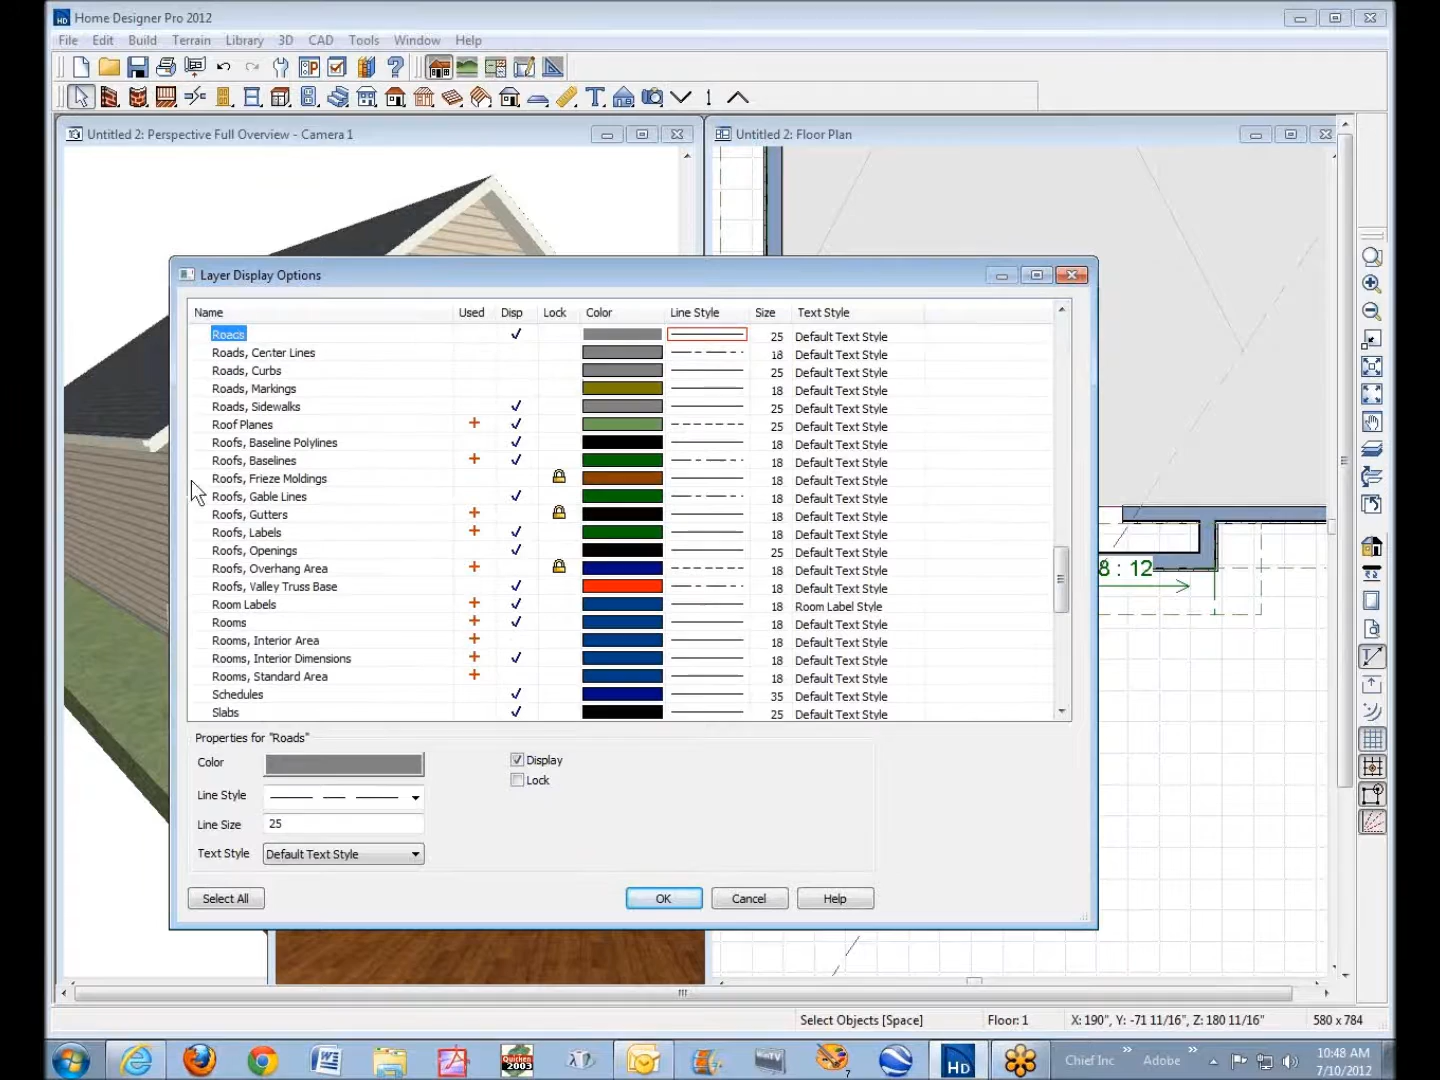 Home Designer Pro 2012
File Edit Build Terrain Library 3D CAD Tools Window Help
Untitled 2: Perspective Full Overview - Camera 1
Untitled 2: Floor Plan
Layer Display Options
Name Used Disp Lock Color Line Style Size Text Style
Roads 25 Default Text Style
Roads, Center Lines 18 Default Text Style
Roads, Curbs 25 Default Text Style
Roads, Markings 18 Default Text Style
Roads, Sidewalks 25 Default Text Style
Roof Planes 25 Default Text Style
Roofs, Baseline Polylines 18 Default Text Style
Roofs, Baselines 18 Default Text Style
Roofs, Frieze Moldings 18 Default Text Style
Roofs, Gable Lines 18 Default Text Style
Roofs, Gutters 18 Default Text Style
Roofs, Labels 18 Default Text Style
Roofs, Openings 25 Default Text Style
Roofs, Overhang Area 18 Default Text Style
Roofs, Valley Truss Base 18 Default Text Style
Room Labels 18 Room Label Style
Rooms 18 Default Text Style
Rooms, Interior Area 18 Default Text Style
Rooms, Interior Dimensions 18 Default Text Style
Rooms, Standard Area 18 Default Text Style
Schedules 35 Default Text Style
Slabs 25 Default Text Style
8 : 12
Properties for "Roads"
Color
Display
Lock
Line Style
Line Size 25
Text Style Default Text Style
Select All OK Cancel Help
Select Objects [Space] Floor: 1 X: 190", Y: -71 11/16", Z: 180 11/16" 580 x 784
Quicken 2003
WinTV
7
HD
Chief Inc » Adobe »
10:48 AM
7/10/2012